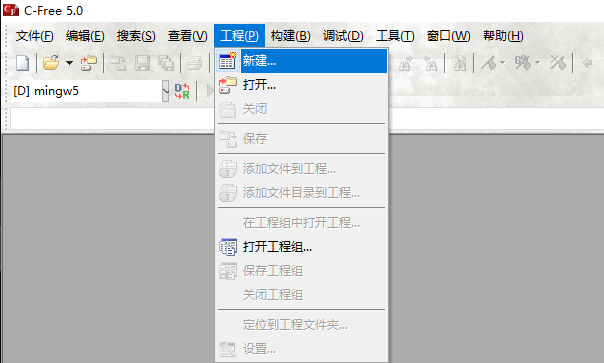 C-Free 5.0
文件(F) 编辑(E) 搜索(S) 查看(V) 工程(P) 构建(B) 调试(D) 工具(T) 窗口(W) 帮助(H)
新建...
[D] mingw5
打开...
关闭
保存
添加文件到工程...
添加文件目录到工程...
在工程组中打开工程...
打开工程组...
保存工程组
关闭工程组
定位到工程文件夹...
设置...